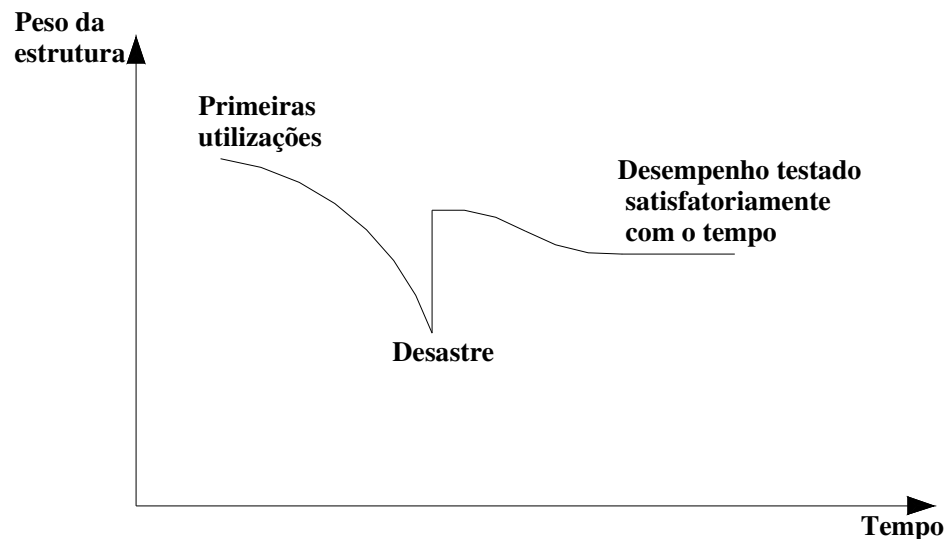 Peso da
estrutura
Primeiras
utilizações
Desempenho testado
satisfatoriamente
com o tempo
Desastre
Tempo